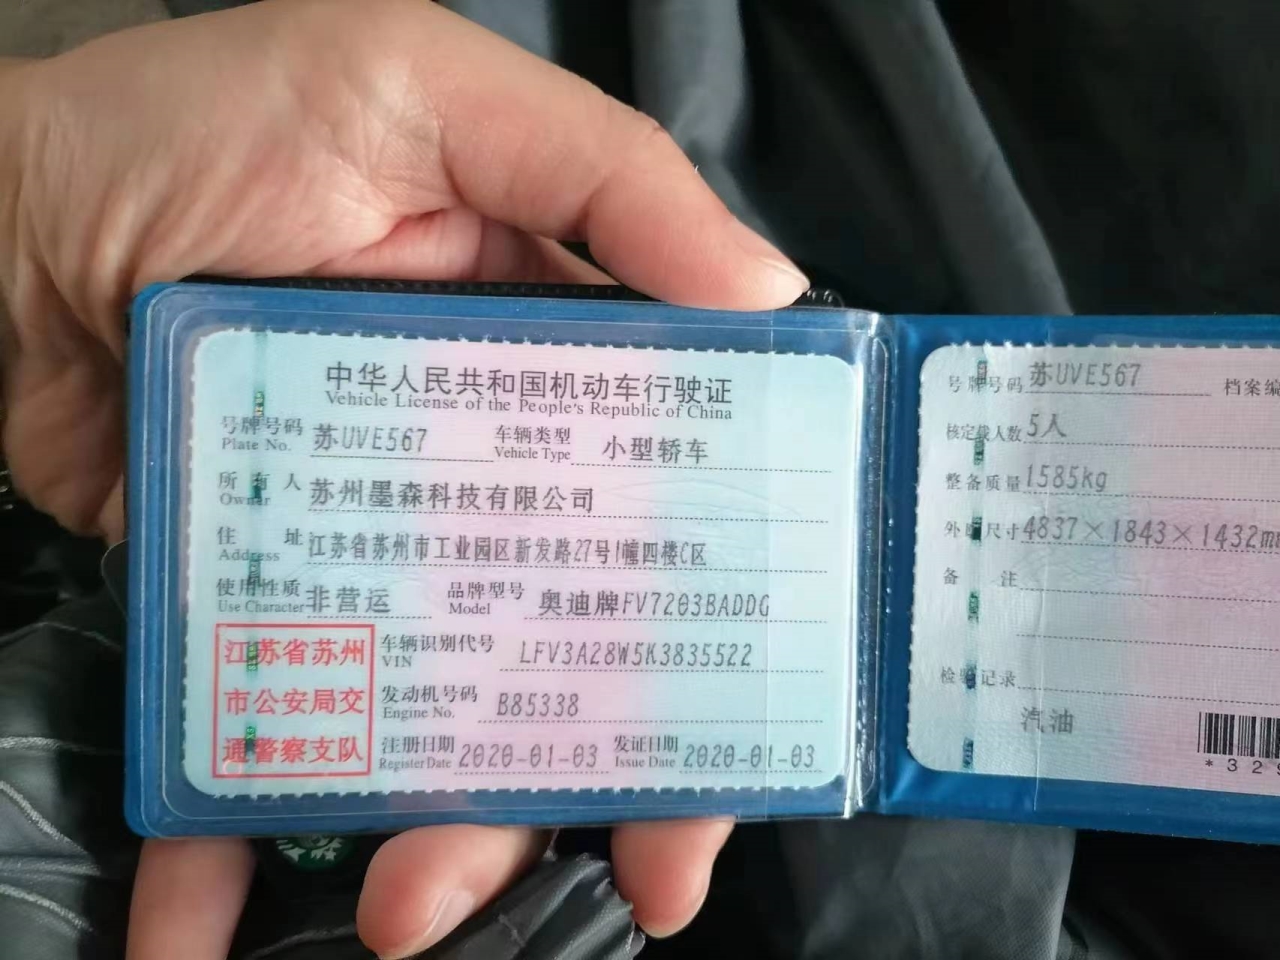 中华人民共和国机动车行驶证
Vehicle License of the People's Republic of China
号牌号码 苏UVE567 车辆类型 小型轿车
Plate No. Vehicle Type
所有人 苏州墨森科技有限公司
Owner
住址 江苏省苏州市工业园区新发路27号1幢四楼C区
Address
使用性质 非营运 品牌型号 奥迪牌FV7203BADDG
Use Character Model
江苏省苏州
市公安局交
通警察支队
车辆识别代号 LFV3A28W5K3835522
VIN
发动机号码 B85338
Engine No.
注册日期 2020-01-03 发证日期 2020-01-03
Register Date Issue Date
号牌号码 苏UVE567 档案编
核定载人数 5人
整备质量 1585kg
外廓尺寸 4837×1843×1432m
备注
检验记录
汽油
*329